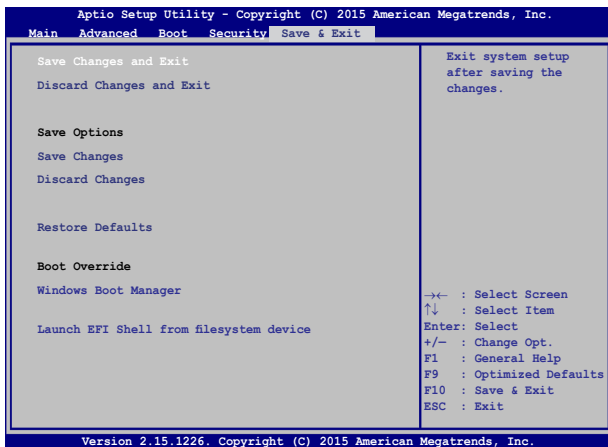 Aptio Setup Utility - Copyright (C) 2015 American Megatrends, Inc.
Main Advanced Boot Security Save & Exit
Save Changes and Exit
Discard Changes and Exit
Save Options
Save Changes
Discard Changes
Restore Defaults
Boot Override
Windows Boot Manager
Launch EFI Shell from filesystem device
Exit system setup
after saving the
changes.
→← : Select Screen
↑↓ : Select Item
Enter: Select
+/— : Change Opt.
F1 : General Help
F9 : Optimized Defaults
F10 : Save & Exit
ESC : Exit
Version 2.15.1226. Copyright (C) 2015 American Megatrends, Inc.